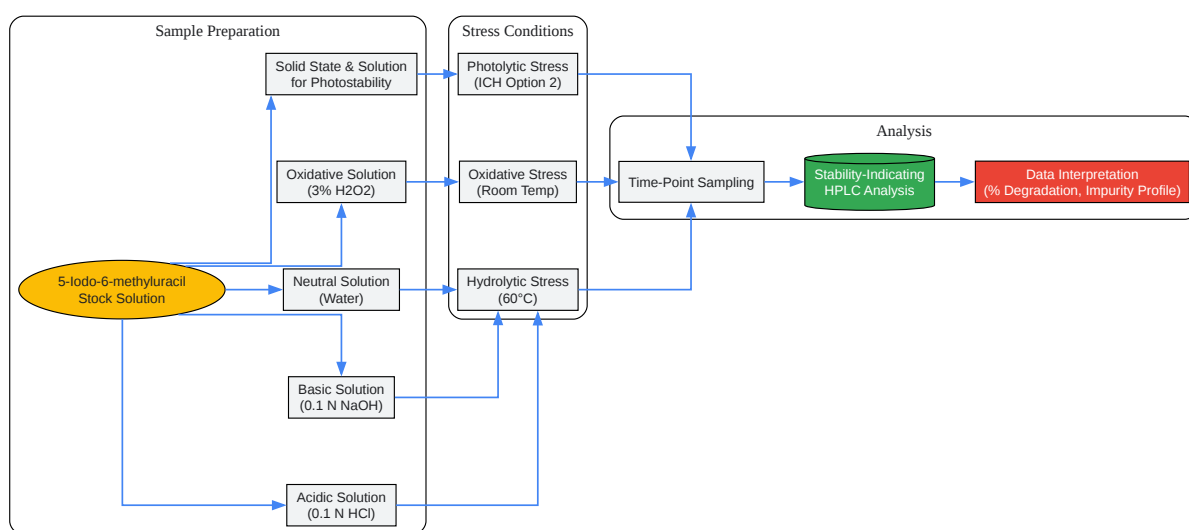 Sample Preparation
Stress Conditions
Solid State & Solution
for Photostability
Photolytic Stress
(ICH Option 2)
Analysis
Oxidative Solution
(3% H2O2)
Oxidative Stress
(Room Temp)
Time-Point Sampling
Stability-Indicating
HPLC Analysis
Data Interpretation
(% Degradation, Impurity Profile)
5-Iodo-6-methyluracil
Stock Solution
Neutral Solution
(Water)
Hydrolytic Stress
(60°C)
Basic Solution
(0.1 N NaOH)
Acidic Solution
(0.1 N HCl)